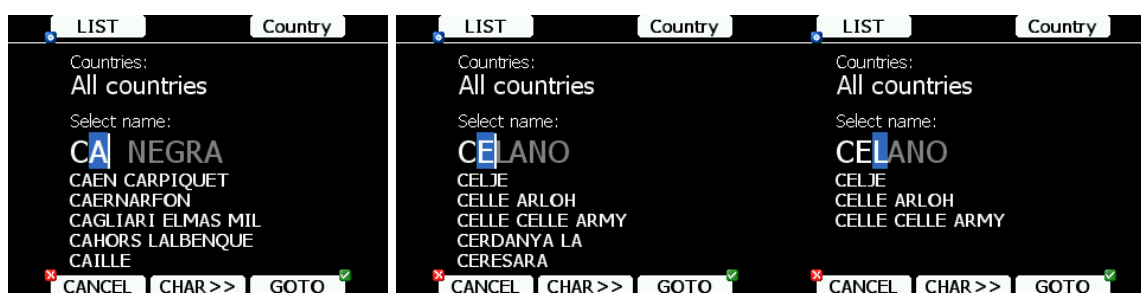 LIST Country
Countries:
All countries
Select name:
CA NEGRA
CAEN CARPIQUET
CAERNARFON
CAGLIARI ELMAS MIL
CAHORS LALBENQUE
CAILLE
CANCEL CHAR>> GOTO
LIST Country
Countries:
All countries
Select name:
CELANO
CELJE
CELLE ARLOH
CELLE CELLE ARMY
CERDANYA LA
CERESARA
CANCEL CHAR>> GOTO
LIST Country
Countries:
All countries
Select name:
CELANO
CELJE
CELLE ARLOH
CELLE CELLE ARMY
CANCEL CHAR>> GOTO